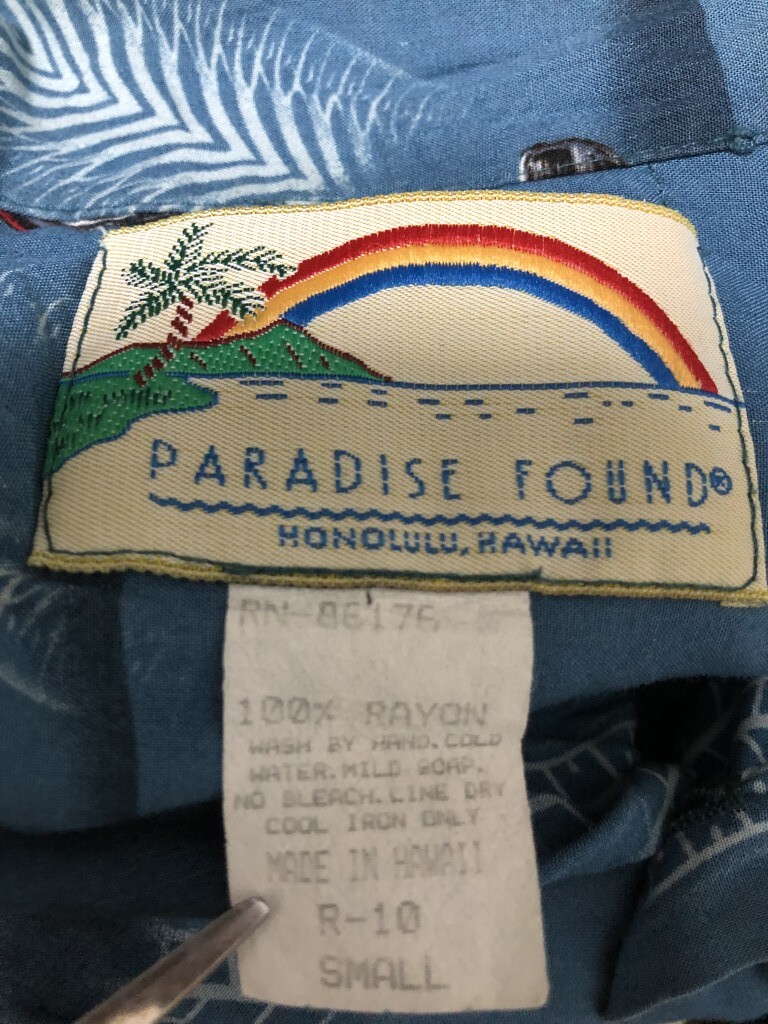 PARADISE FOUND®
HONOLULU, HAWAII
RN-86176
100% RAYON
WASH BY HAND.COLD
WATER.MILD SOAP.
NO BLEACH.LINE DRY
COOL IRON ONLY
MADE IN HAWAII
R-10
SMALL